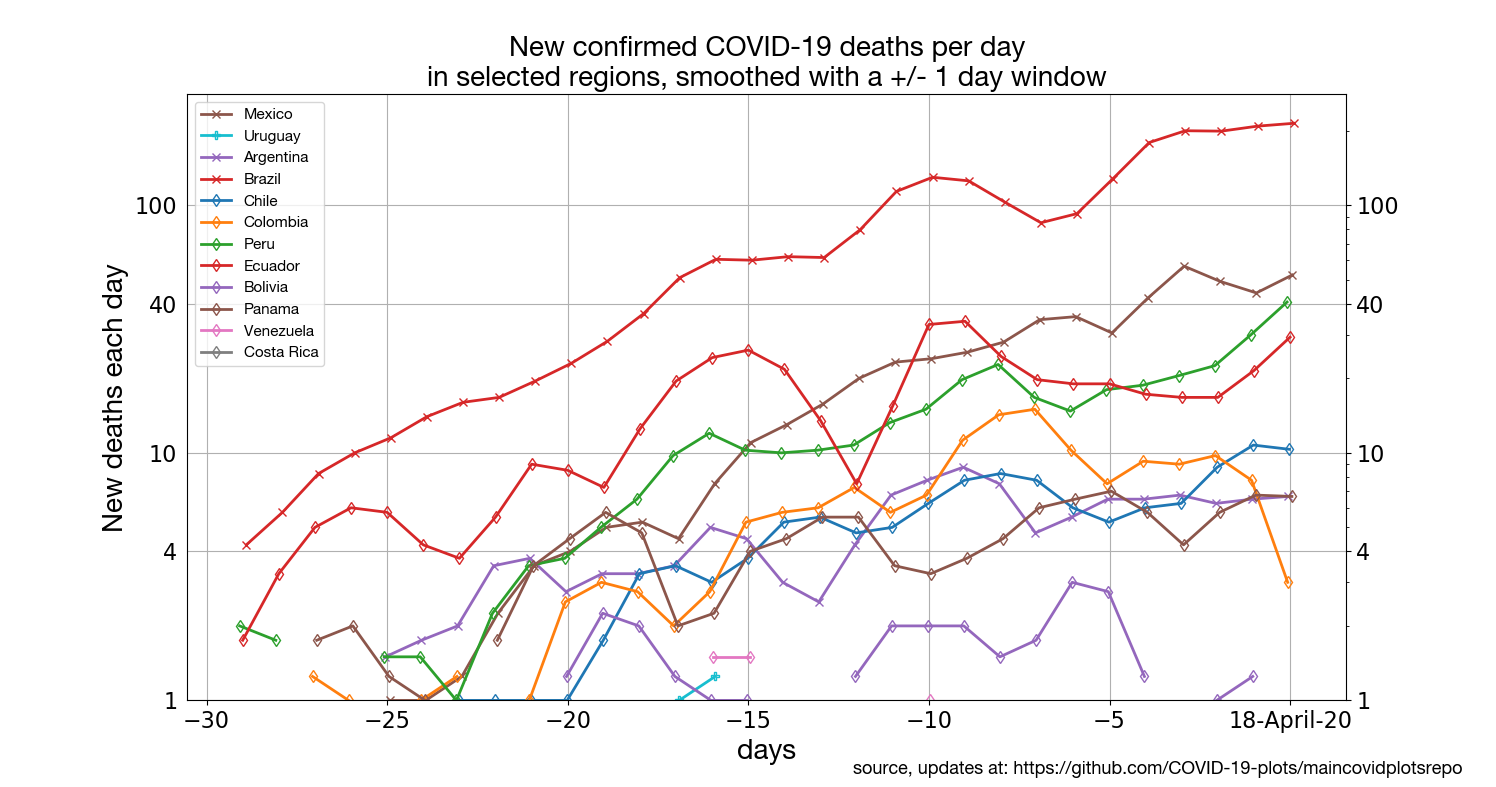 New confirmed COVID-19 deaths per day
in selected regions, smoothed with a +/- 1 day window
Mexico
Uruguay
Argentina
Brazil
Chile
Colombia
Peru
Ecuador
Bolivia
Panama
Venezuela
Costa Rica
New deaths each day
100
40
10
4
1
100
40
10
4
1
−30
−25
−20
−15
−10
−5
18-April-20
days
source, updates at: https://github.com/COVID-19-plots/maincovidplotsrepo